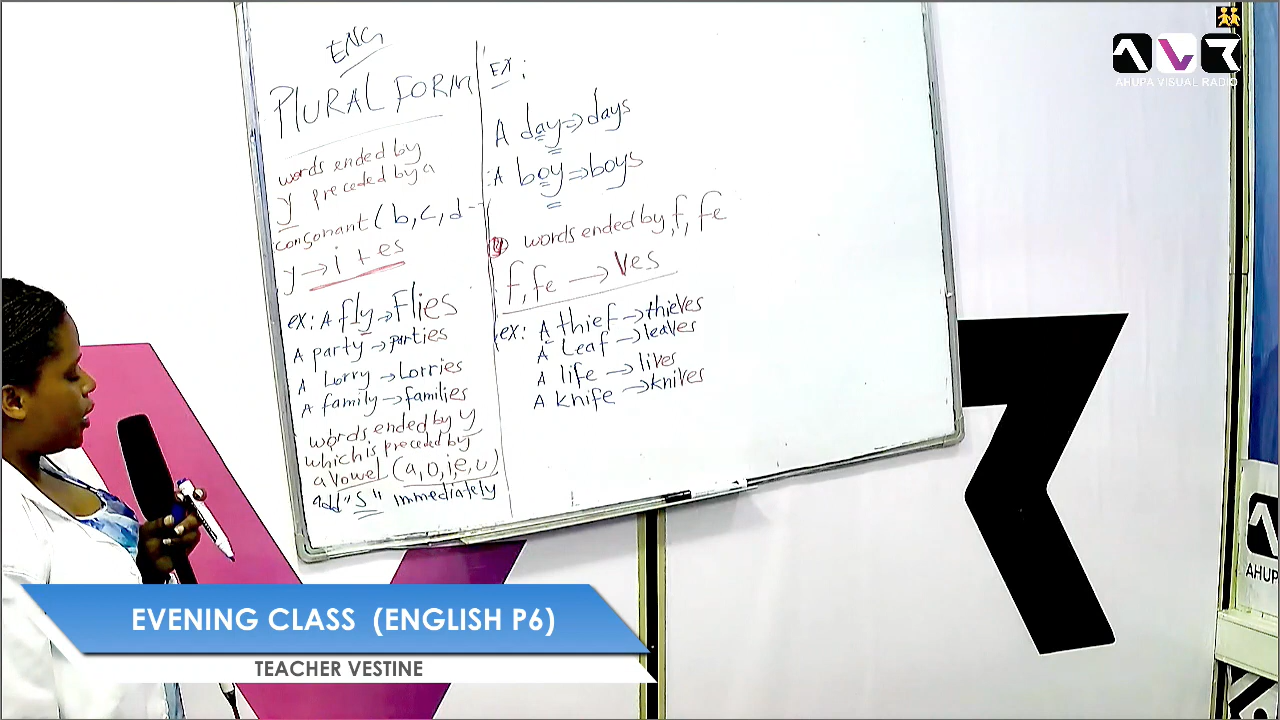 ENG
PLURAL FORM
words ended by
y preceded by a
consonant (b, c, d --
y → i + es
ex: A fly → Flies
A party → parties
A Lorry → Lorries
A family → families
words ended by y
which is preceded by
a vowel (a, o, i, e, u)
add "S" immediately
EX:
A day => days
A boy => boys
words ended by f, fe
f, fe → Ves
ex: A thief → thieves
A Leaf → leaves
A life → lives
A knife → knives
AHUPA VISUAL RADIO
AHUPA
EVENING CLASS (ENGLISH P6)
TEACHER VESTINE